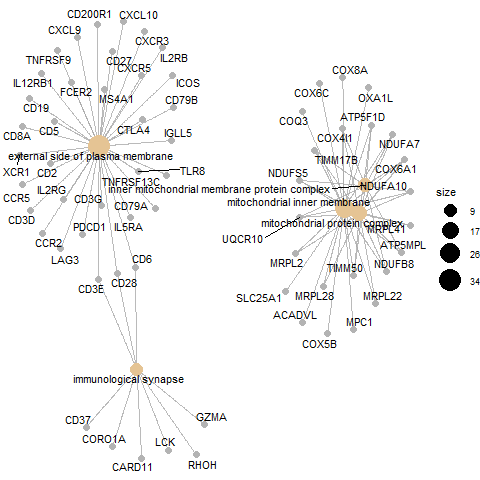 CD200R1
CXCL10
CXCL9
CXCR3
TNFRSF9
CD27
IL2RB
CXCR5
IL12RB1
FCER2
ICOS
MS4A1
CD19
CD79B
CD8A
CD5
CTLA4
IGLL5
external side of plasma membrane
XCR1
CD2
TLR8
TNFRSF13C
CCR5
IL2RG
CD3G
CD79A
CD3D
PDCD1
IL5RA
CCR2
LAG3
CD6
CD3E
CD28
immunological synapse
CD37
GZMA
CORO1A
LCK
CARD11
RHOH
COX8A
COX6C
OXA1L
COQ3
ATP5F1D
COX4I1
NDUFA7
TIMM17B
COX6A1
NDUFS5
inner mitochondrial membrane protein complex
NDUFA10
mitochondrial inner membrane
mitochondrial protein complex
MRPL41
UQCR10
ATP5MPL
MRPL2
TIMM50
NDUFB8
SLC25A1
MRPL28
MRPL22
ACADVL
MPC1
COX5B
size
9
17
26
34